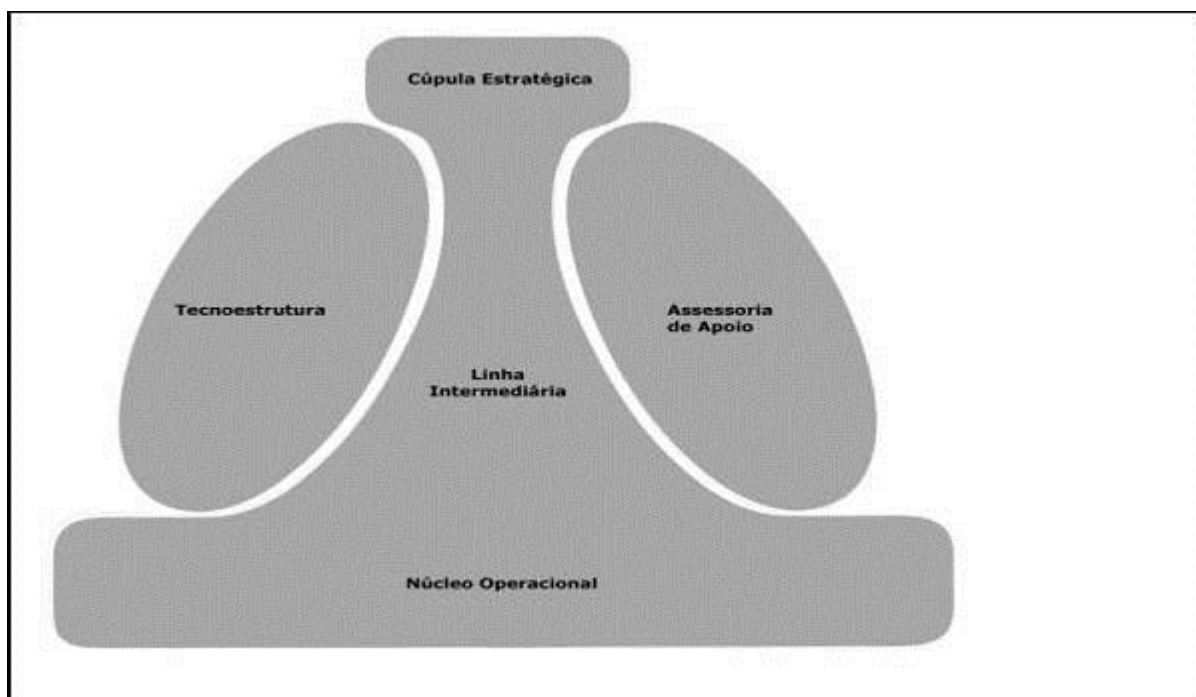 Cúpula Estratégica
Tecnoestrutura
Assessoria
de Apoio
Linha
Intermediária
Núcleo Operacional